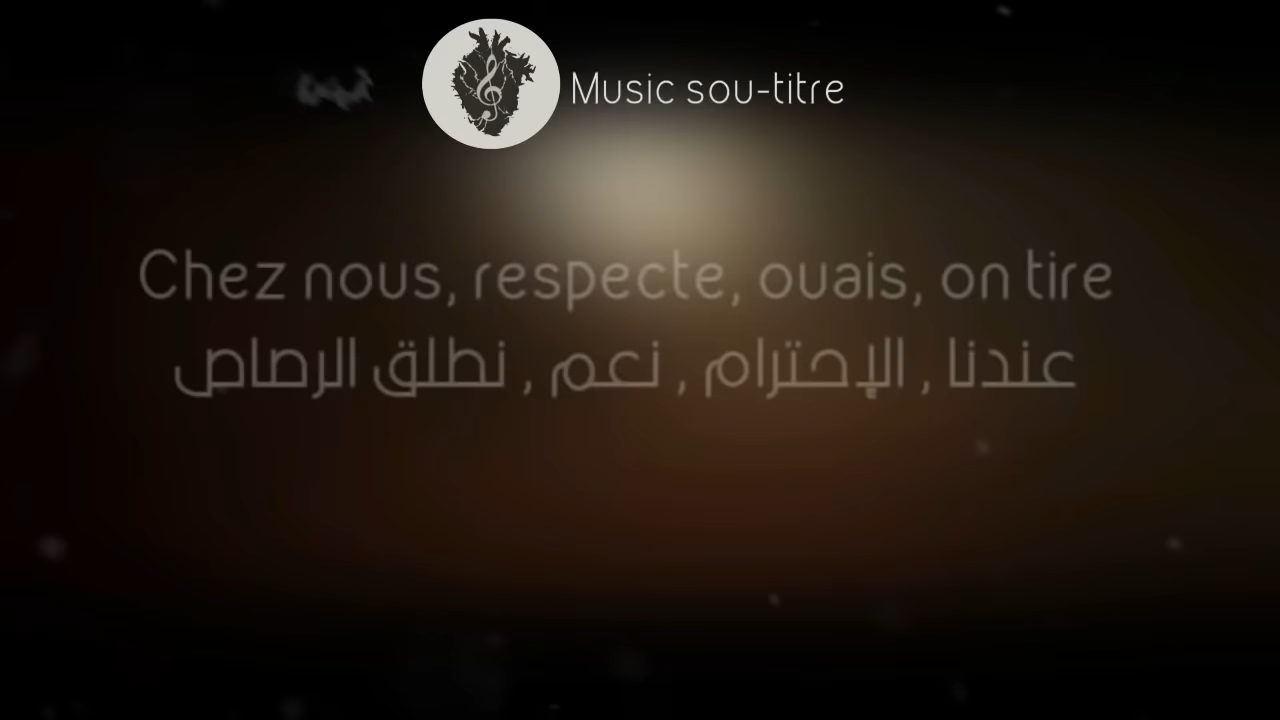 Music sou-titre
Chez nous, respecte, ouais, on tire
عندنا , الإحترام , نعم , نطلق الرصاص